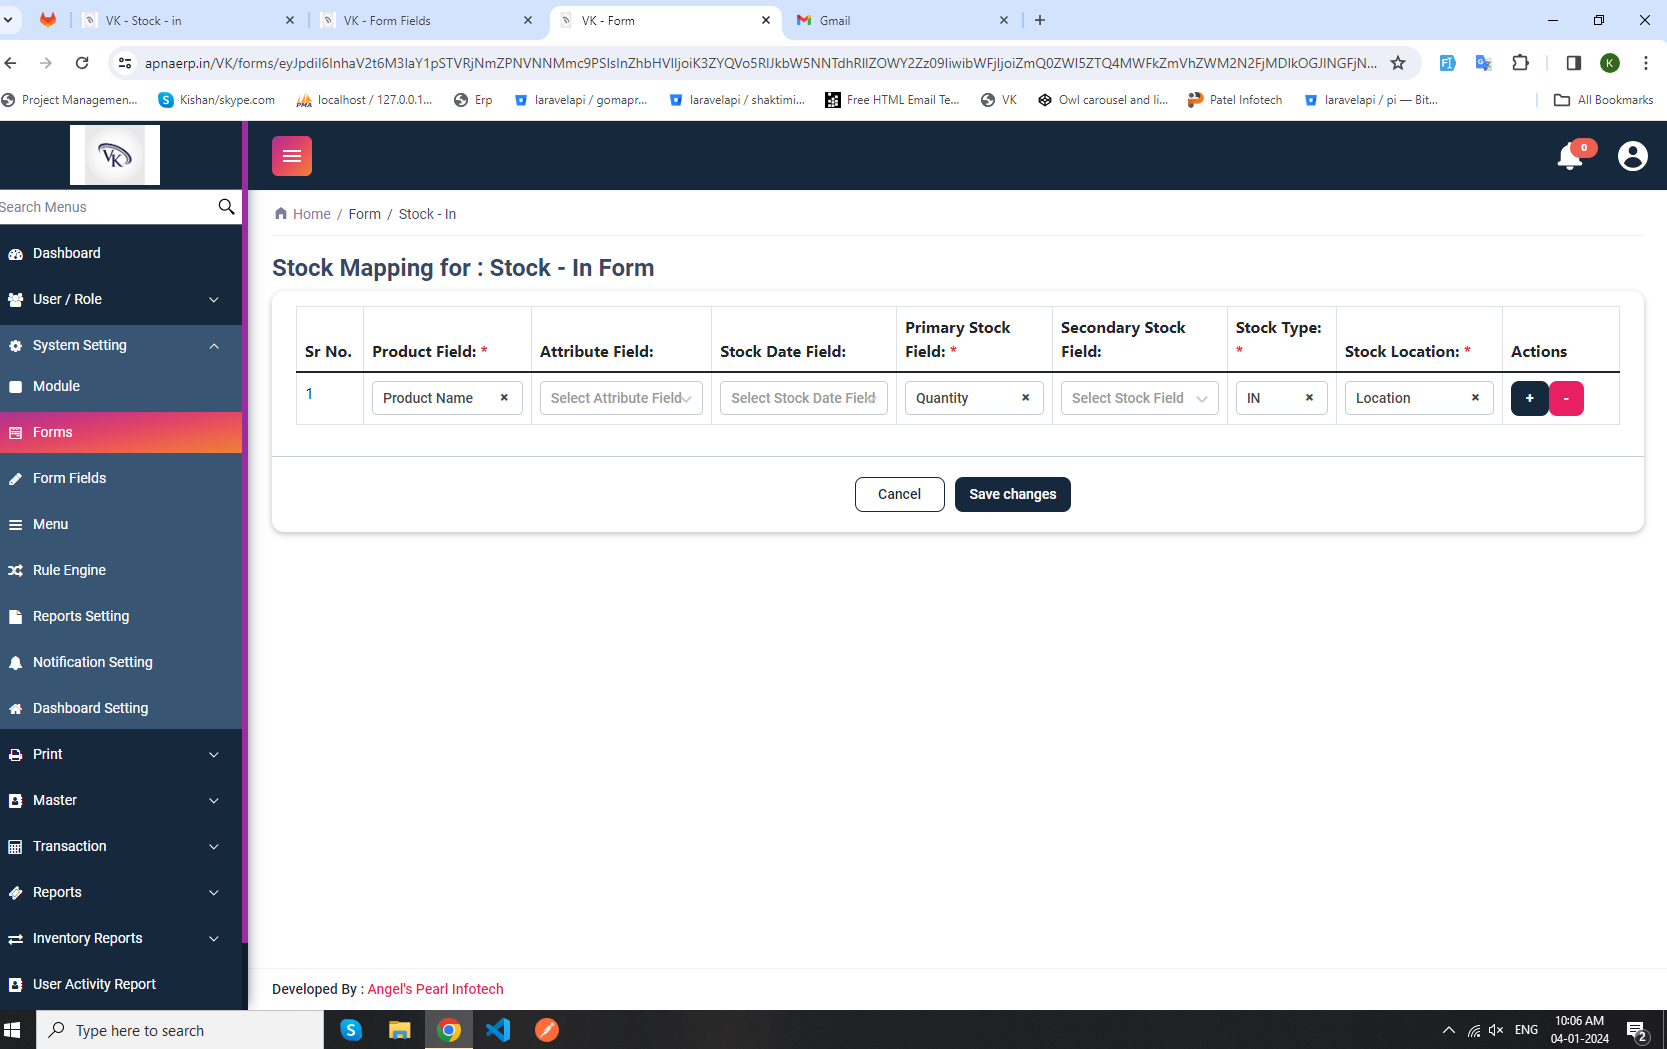 VK - Stock - in
VK - Form Fields
VK - Form
Gmail
apnaerp.in/VK/forms/
Project Managemen...
Kishan/skype.com
localhost / 127.0.0.1...
Erp
laravelapi / gomapr...
laravelapi / shaktimi...
Free HTML Email Te...
VK
Owl carousel and li...
Patel Infotech
laravelapi / pi — Bit...
All Bookmarks
K
VK
0
Search Menus
Dashboard
User / Role
System Setting
Module
Forms
Form Fields
Menu
Rule Engine
Reports Setting
Notification Setting
Dashboard Setting
Print
Master
Transaction
Reports
Inventory Reports
User Activity Report
Home / Form / Stock - In
Stock Mapping for : Stock - In Form
Sr No.
Product Field: *
Attribute Field:
Stock Date Field:
Primary Stock
Field: *
Secondary Stock
Field:
Stock Type:
*
Stock Location: *
Actions
1
Product Name ×
Select Attribute Field
Select Stock Date Field
Quantity ×
Select Stock Field
IN ×
Location ×
+
-
Cancel
Save changes
Developed By : Angel's Pearl Infotech
Type here to search
ENG
10:06 AM
04-01-2024
2